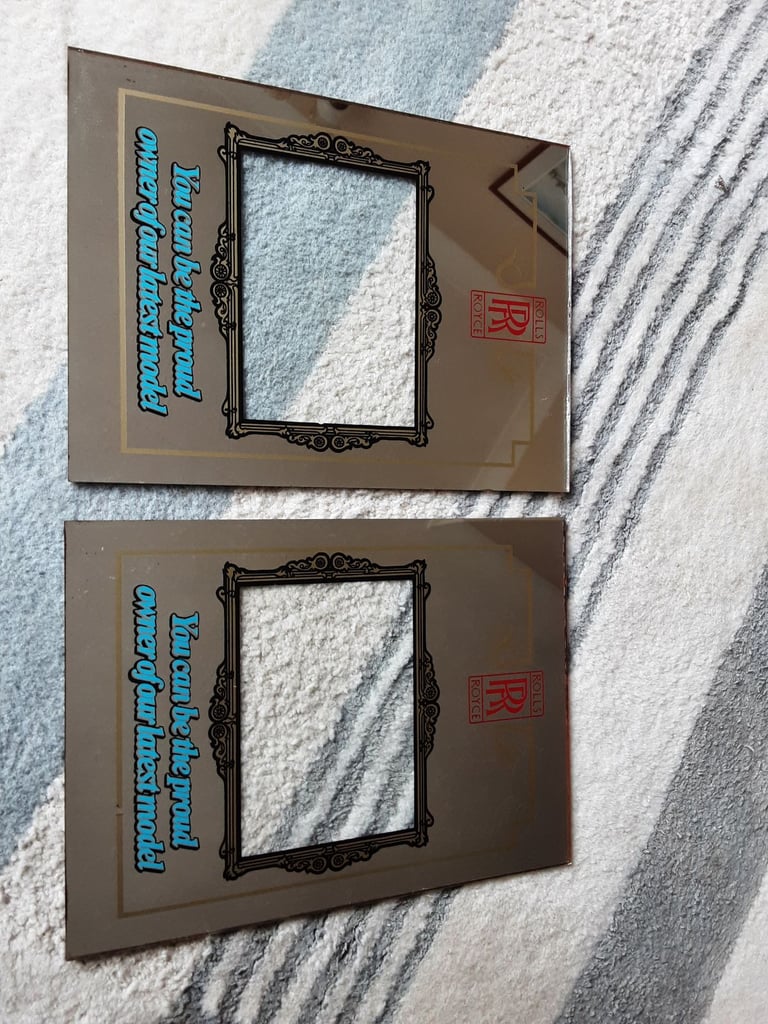 ROLLS
RR
ROYCE
You can be the proud
owner of our latest model
ROLLS
RR
ROYCE
You can be the proud
owner of our latest model